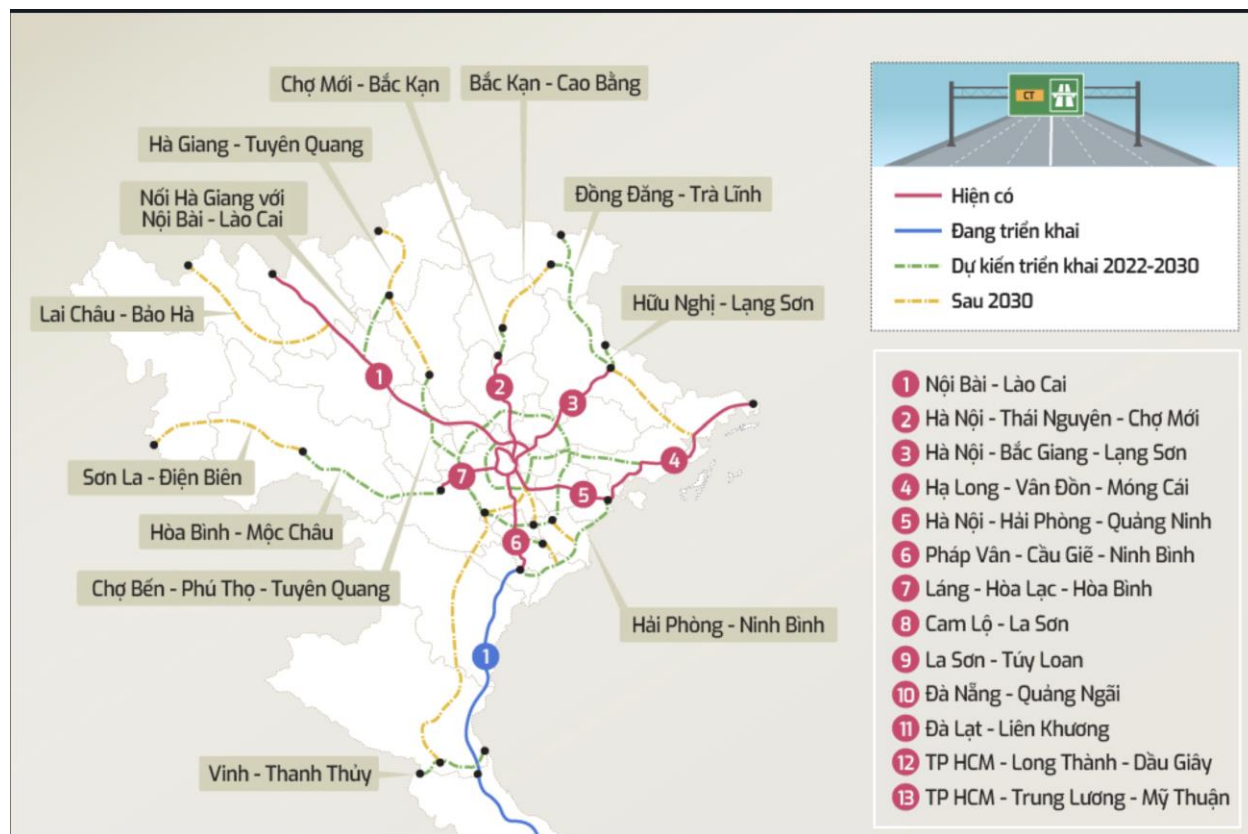 Chợ Mới - Bắc Kạn
Bắc Kạn - Cao Bằng
Hà Giang - Tuyên Quang
Nối Hà Giang với
Nội Bài - Lào Cai
Đồng Đăng - Trà Lĩnh
Hữu Nghị - Lạng Sơn
Lai Châu - Bảo Hà
Sơn La - Điện Biên
Hòa Bình - Mộc Châu
Chợ Bến - Phú Thọ - Tuyên Quang
Hải Phòng - Ninh Bình
Vinh - Thanh Thủy
1
2
3
4
5
6
7
1
CT
Hiện có
Đang triển khai
Dự kiến triển khai 2022-2030
Sau 2030
1 Nội Bài - Lào Cai
2 Hà Nội - Thái Nguyên - Chợ Mới
3 Hà Nội - Bắc Giang - Lạng Sơn
4 Hạ Long - Vân Đồn - Móng Cái
5 Hà Nội - Hải Phòng - Quảng Ninh
6 Pháp Vân - Cầu Giẽ - Ninh Bình
7 Láng - Hòa Lạc - Hòa Bình
8 Cam Lộ - La Sơn
9 La Sơn - Túy Loan
10 Đà Nẵng - Quảng Ngãi
11 Đà Lạt - Liên Khương
12 TP HCM - Long Thành - Dầu Giây
13 TP HCM - Trung Lương - Mỹ Thuận